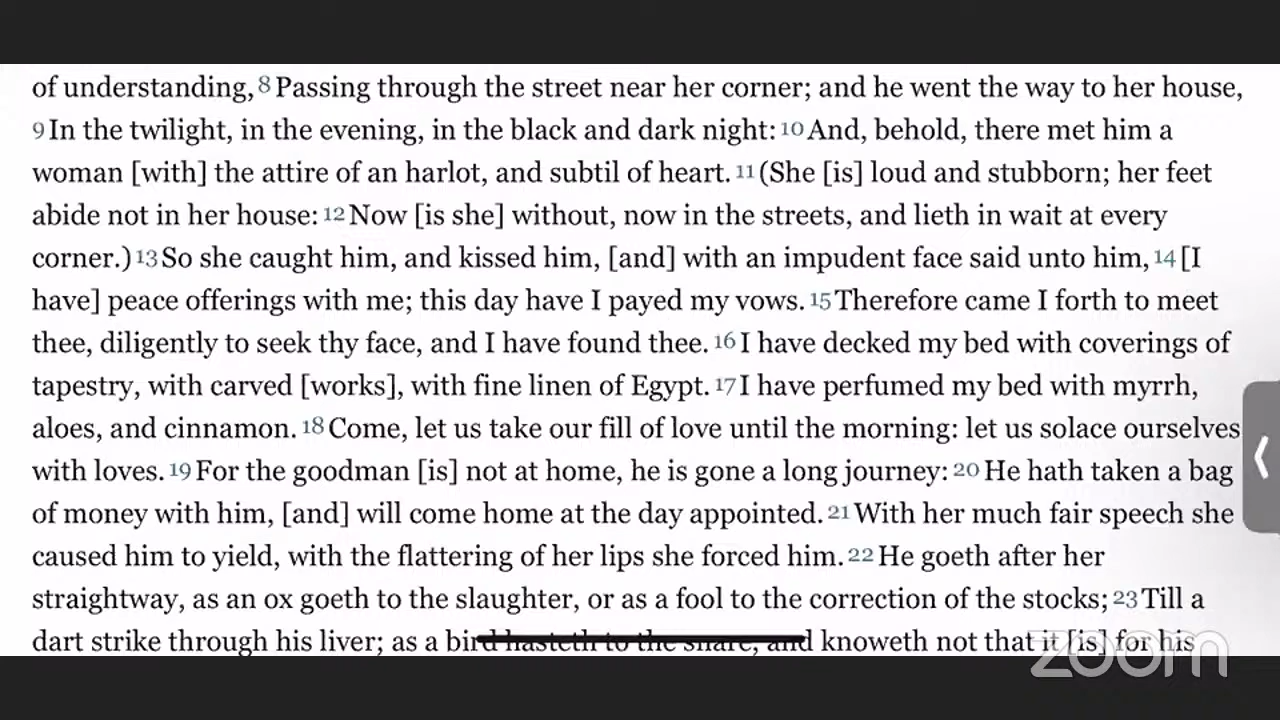 of understanding, 8 Passing through the street near her corner; and he went the way to her house,
9 In the twilight, in the evening, in the black and dark night: 10 And, behold, there met him a
woman [with] the attire of an harlot, and subtil of heart. 11 (She [is] loud and stubborn; her feet
abide not in her house: 12 Now [is she] without, now in the streets, and lieth in wait at every
corner.) 13 So she caught him, and kissed him, [and] with an impudent face said unto him, 14 [I
have] peace offerings with me; this day have I payed my vows. 15 Therefore came I forth to meet
thee, diligently to seek thy face, and I have found thee. 16 I have decked my bed with coverings of
tapestry, with carved [works], with fine linen of Egypt. 17 I have perfumed my bed with myrrh,
aloes, and cinnamon. 18 Come, let us take our fill of love until the morning: let us solace ourselves
with loves. 19 For the goodman [is] not at home, he is gone a long journey: 20 He hath taken a bag
of money with him, [and] will come home at the day appointed. 21 With her much fair speech she
caused him to yield, with the flattering of her lips she forced him. 22 He goeth after her
straightway, as an ox goeth to the slaughter, or as a fool to the correction of the stocks; 23 Till a
dart strike through his liver; as a bird hasteth to the snare, and knoweth not that it [is] for his
zoom